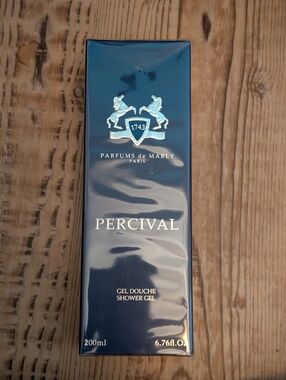 1743
PARFUMS de MARLY
PARIS
PERCIVAL
GEL DOUCHE
SHOWER GEL
200ml 6.76fl.Oz